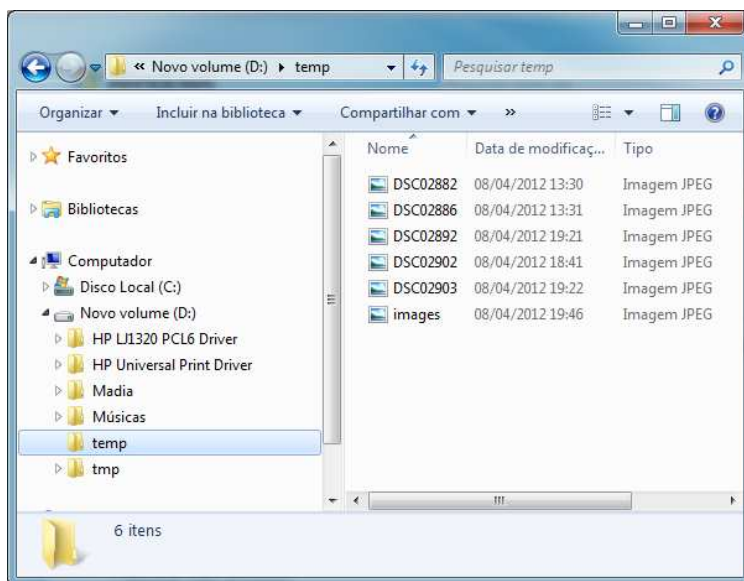 « Novo volume (D:) ▸ temp
Pesquisar temp
Organizar ▾ Incluir na biblioteca ▾ Compartilhar com ▾ »
Favoritos
Bibliotecas
Computador
Disco Local (C:)
Novo volume (D:)
HP LJ1320 PCL6 Driver
HP Universal Print Driver
Madia
Músicas
temp
tmp
Nome Data de modificaç... Tipo
DSC02882 08/04/2012 13:30 Imagem JPEG
DSC02886 08/04/2012 13:31 Imagem JPEG
DSC02892 08/04/2012 19:21 Imagem JPEG
DSC02902 08/04/2012 18:41 Imagem JPEG
DSC02903 08/04/2012 19:22 Imagem JPEG
images 08/04/2012 19:46 Imagem JPEG
6 itens